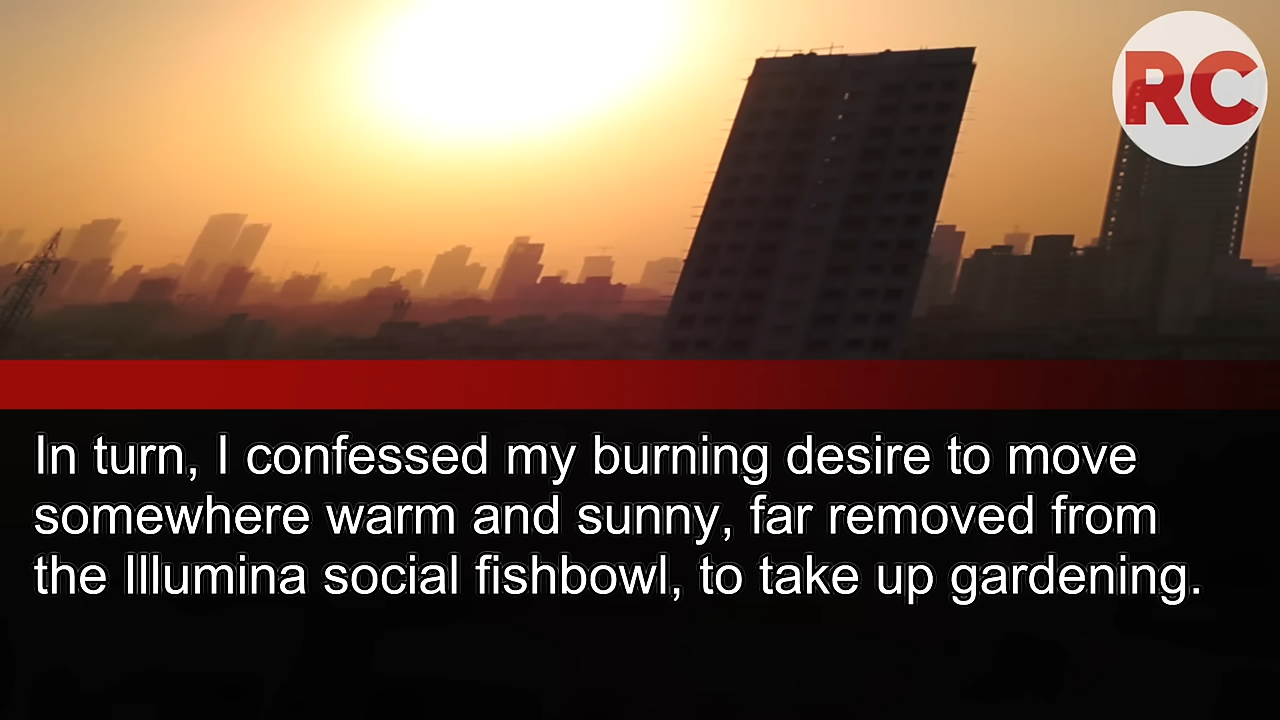 RC
In turn, I confessed my burning desire to move
somewhere warm and sunny, far removed from
the Illumina social fishbowl, to take up gardening.